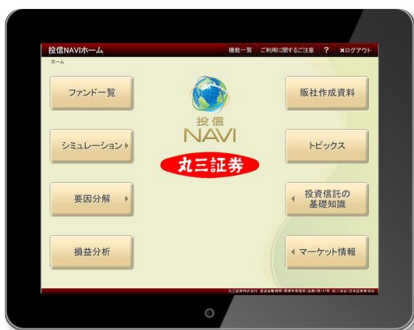 投信NAVIホーム
機能一覧 ご利用に関するご注意 ? ✖ログアウト
ホーム
ファンド一覧
シミュレーション
要因分解
損益分析
投信
NAVI
丸三証券
販社作成資料
トピックス
投資信託の
基礎知識
マーケット情報